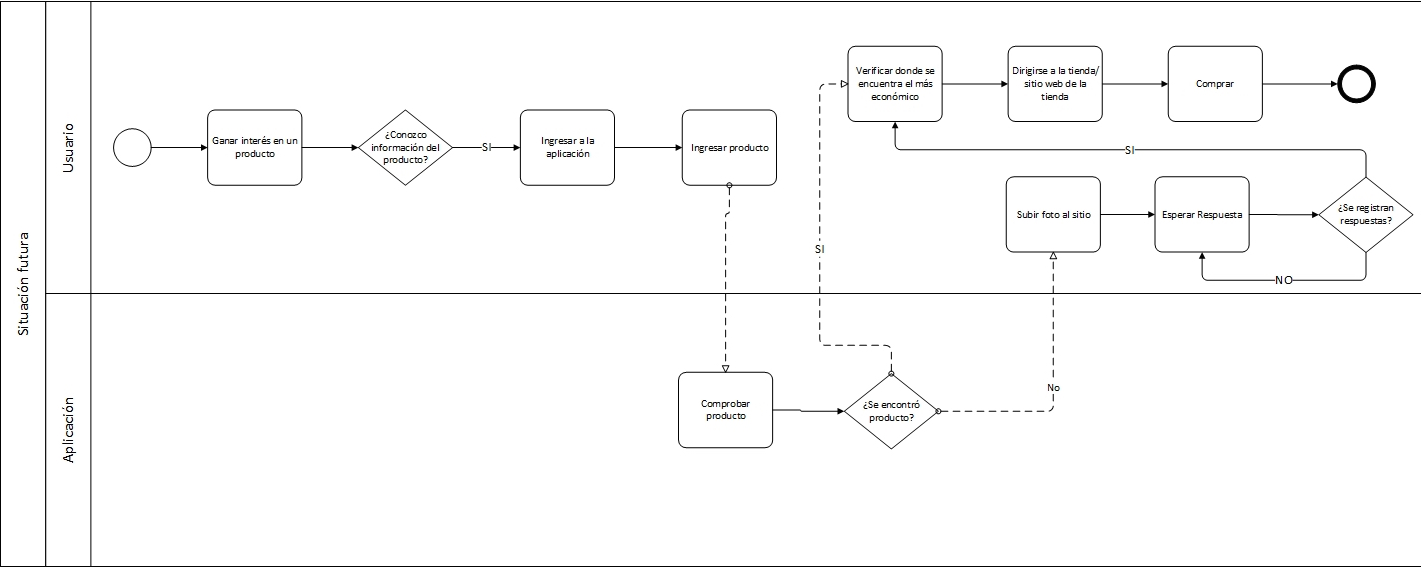 Situación futura
Usuario
Ganar interés en un
producto
¿Conozco
información del
producto?
SI
Ingresar a la
aplicación
Ingresar producto
Verificar donde se
encuentra el más
económico
Dirigirse a la tienda/
sitio web de la
tienda
Comprar
SI
Subir foto al sitio
Esperar Respuesta
¿Se registran
respuestas?
NO
SI
Aplicación
Comprobar
producto
¿Se encontró
producto?
No